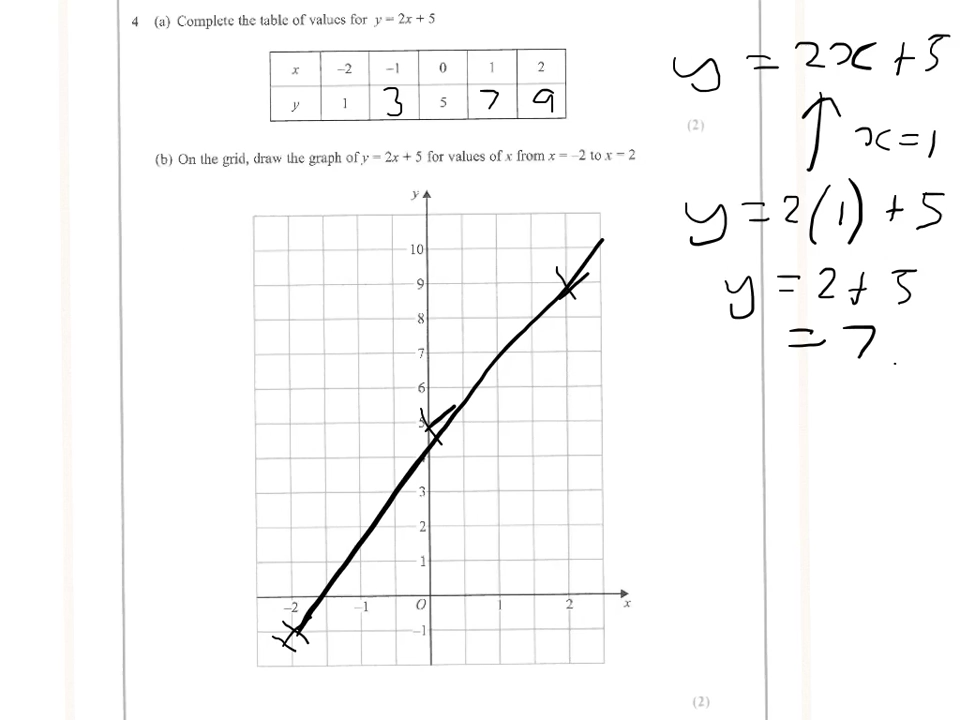 4 (a) Complete the table of values for y = 2x + 5
x -2 -1 0 1 2
y 1 3 5 7 9
(2)
(b) On the grid, draw the graph of y = 2x + 5 for values of x from x = -2 to x = 2
y
10
9
8
7
6
5
3
2
1
-2 -1 O 1 2 x
-1
(2)
y = 2x + 5
x = 1
y = 2(1) + 5
y = 2 + 5
= 7